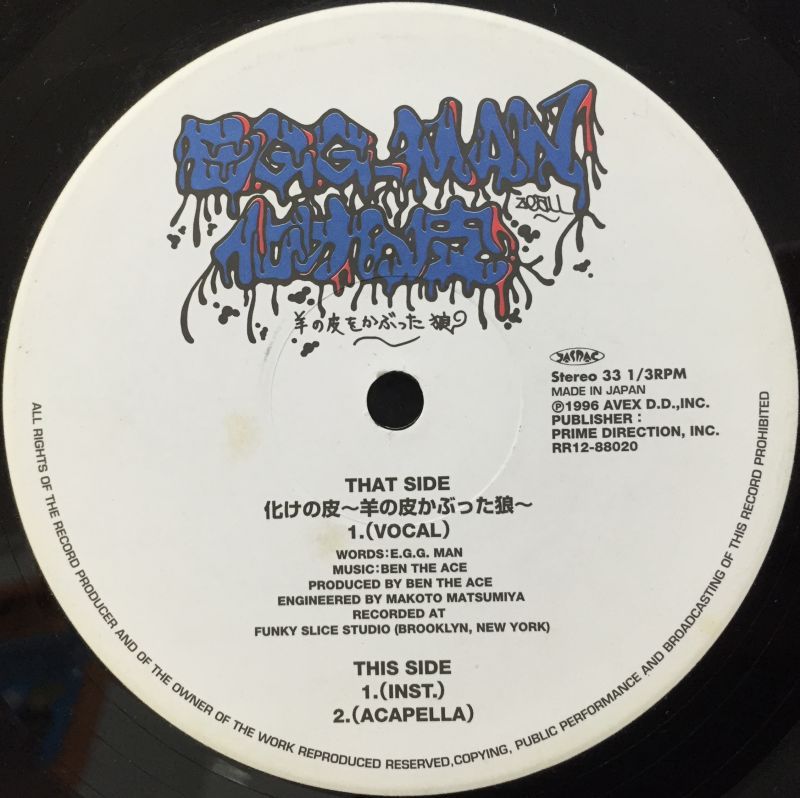 E.G.G. MAN
化けの皮
羊の皮をかぶった狼
JASRAC
Stereo 33 1/3RPM
MADE IN JAPAN
℗1996 AVEX D.D.,INC.
PUBLISHER :
PRIME DIRECTION, INC.
RR12-88020
THAT SIDE
化けの皮〜羊の皮かぶった狼〜
1.(VOCAL)
WORDS:E.G.G. MAN
MUSIC:BEN THE ACE
PRODUCED BY BEN THE ACE
ENGINEERED BY MAKOTO MATSUMIYA
RECORDED AT
FUNKY SLICE STUDIO (BROOKLYN, NEW YORK)
THIS SIDE
1.(INST.)
2.(ACAPELLA)
ALL RIGHTS OF THE RECORD PRODUCER AND OF THE OWNER OF THE WORK REPRODUCED RESERVED,COPYING, PUBLIC PERFORMANCE AND BROADCASTING OF THIS RECORD PROHIBITED